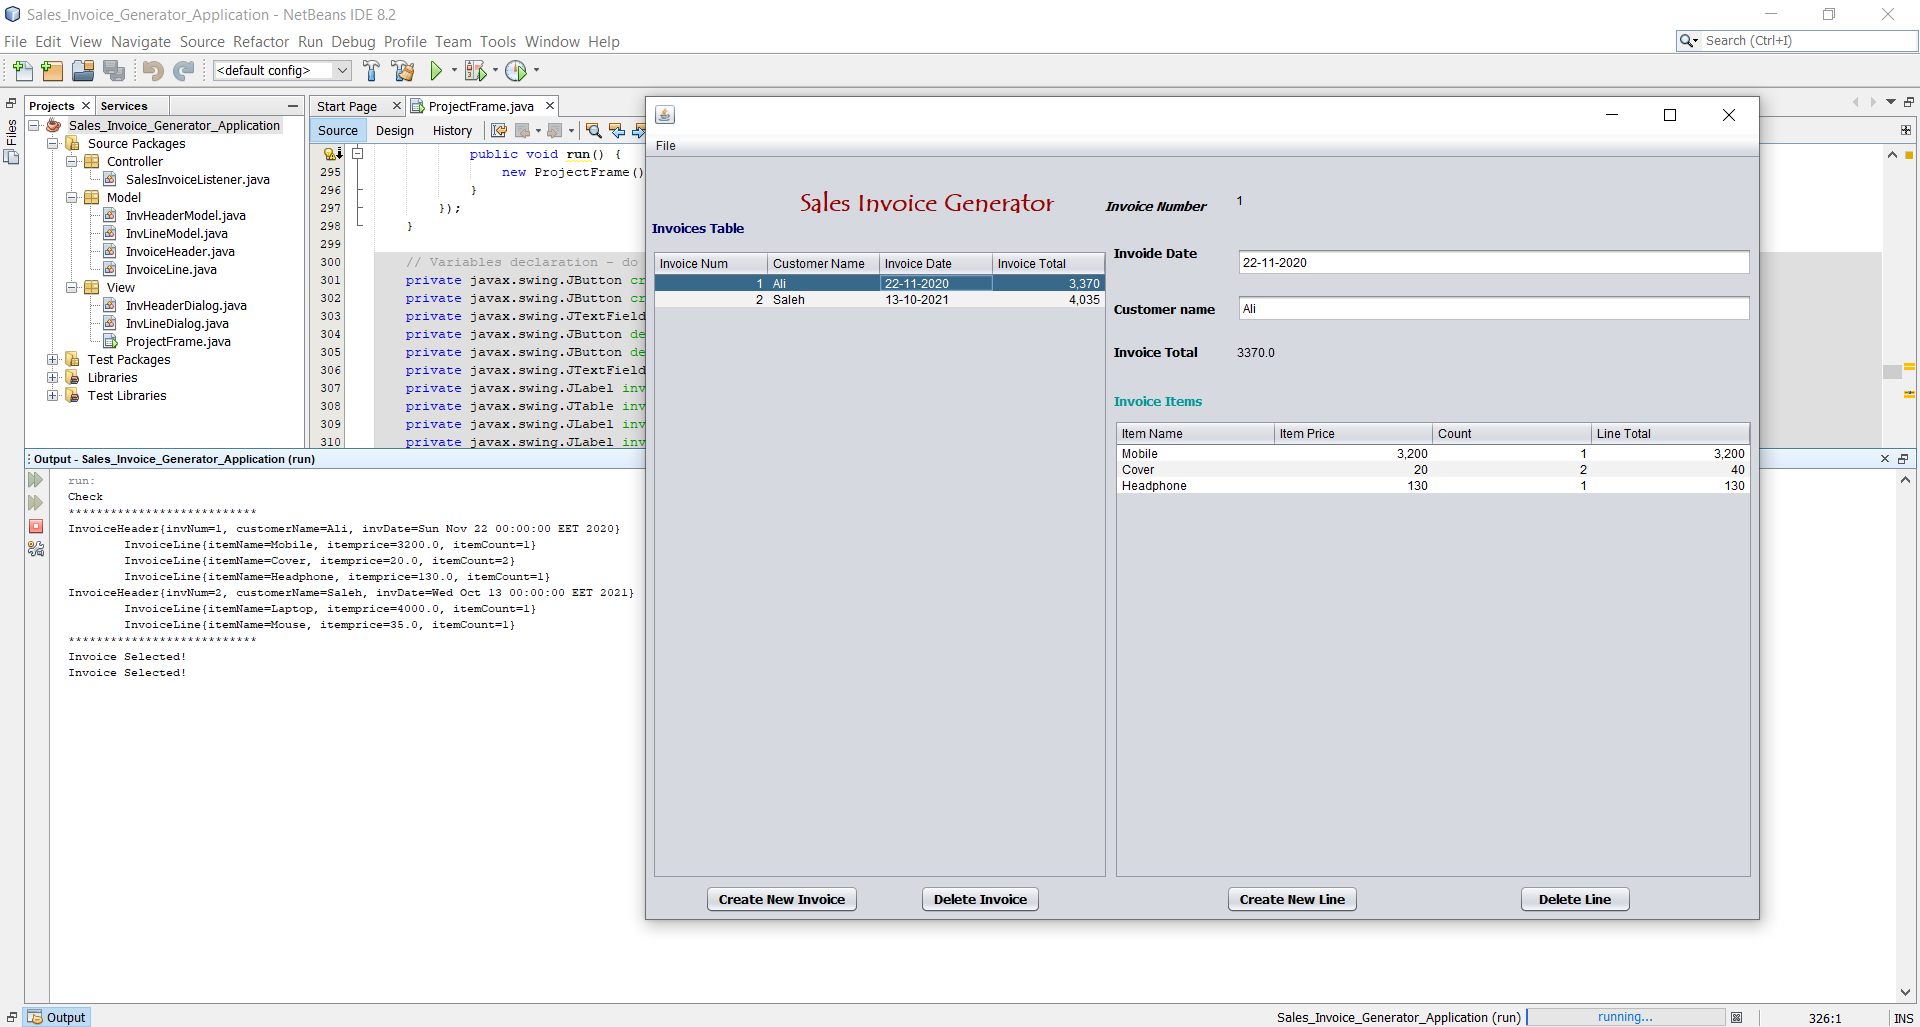 Sales_Invoice_Generator_Application - NetBeans IDE 8.2
File Edit View Navigate Source Refactor Run Debug Profile Team Tools Window Help
Search (Ctrl+I)
<default config>
Files
Projects Services
Sales_Invoice_Generator_Application
Source Packages
Controller
SalesInvoiceListener.java
Model
InvHeaderModel.java
InvLineModel.java
InvoiceHeader.java
InvoiceLine.java
View
InvHeaderDialog.java
InvLineDialog.java
ProjectFrame.java
Test Packages
Libraries
Test Libraries
Start Page ProjectFrame.java
Source Design History
public void run() {
295 new ProjectFrame()
296 }
297 });
298 }
299
300 // Variables declaration - do
301 private javax.swing.JButton cr
302 private javax.swing.JButton cr
303 private javax.swing.JTextField
304 private javax.swing.JButton de
305 private javax.swing.JButton de
306 private javax.swing.JTextField
307 private javax.swing.JLabel inv
308 private javax.swing.JTable inv
309 private javax.swing.JLabel inv
310 private javax.swing.JLabel inv
Output - Sales_Invoice_Generator_Application (run)
run:
Check
***************************
InvoiceHeader{invNum=1, customerName=Ali, invDate=Sun Nov 22 00:00:00 EET 2020}
InvoiceLine{itemName=Mobile, itemprice=3200.0, itemCount=1}
InvoiceLine{itemName=Cover, itemprice=20.0, itemCount=2}
InvoiceLine{itemName=Headphone, itemprice=130.0, itemCount=1}
InvoiceHeader{invNum=2, customerName=Saleh, invDate=Wed Oct 13 00:00:00 EET 2021}
InvoiceLine{itemName=Laptop, itemprice=4000.0, itemCount=1}
InvoiceLine{itemName=Mouse, itemprice=35.0, itemCount=1}
***************************
Invoice Selected!
Invoice Selected!
File
Sales Invoice Generator
Invoices Table
Invoice Num Customer Name Invoice Date Invoice Total
1 Ali 22-11-2020 3,370
2 Saleh 13-10-2021 4,035
Create New Invoice Delete Invoice
Invoice Number 1
Invoide Date 22-11-2020
Customer name Ali
Invoice Total 3370.0
Invoice Items
Item Name Item Price Count Line Total
Mobile 3,200 1 3,200
Cover 20 2 40
Headphone 130 1 130
Create New Line Delete Line
Output
Sales_Invoice_Generator_Application (run) running... 326:1 INS